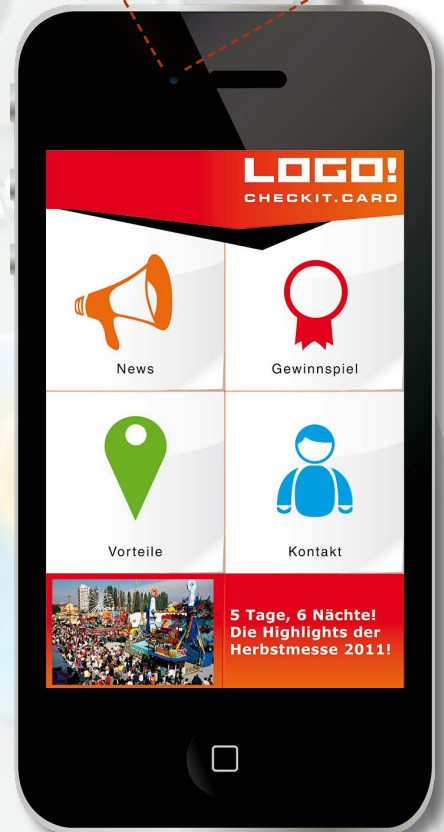 LOGO!
CHECKIT.CARD
News
Gewinnspiel
Vorteile
Kontakt
5 Tage, 6 Nächte!
Die Highlights der
Herbstmesse 2011!